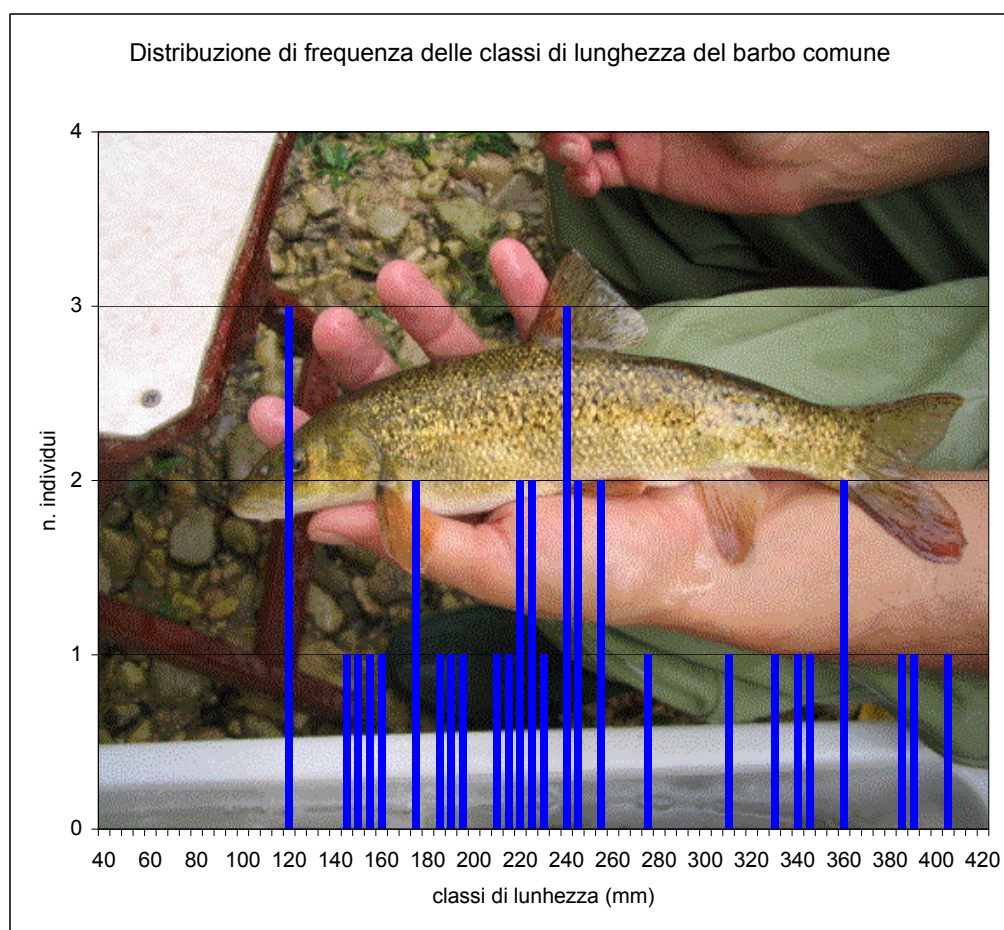 Distribuzione di frequenza delle classi di lunghezza del barbo comune
4
3
2
1
0
n. individui
40 60 80 100 120 140 160 180 200 220 240 260 280 300 320 340 360 380 400 420
classi di lunhezza (mm)